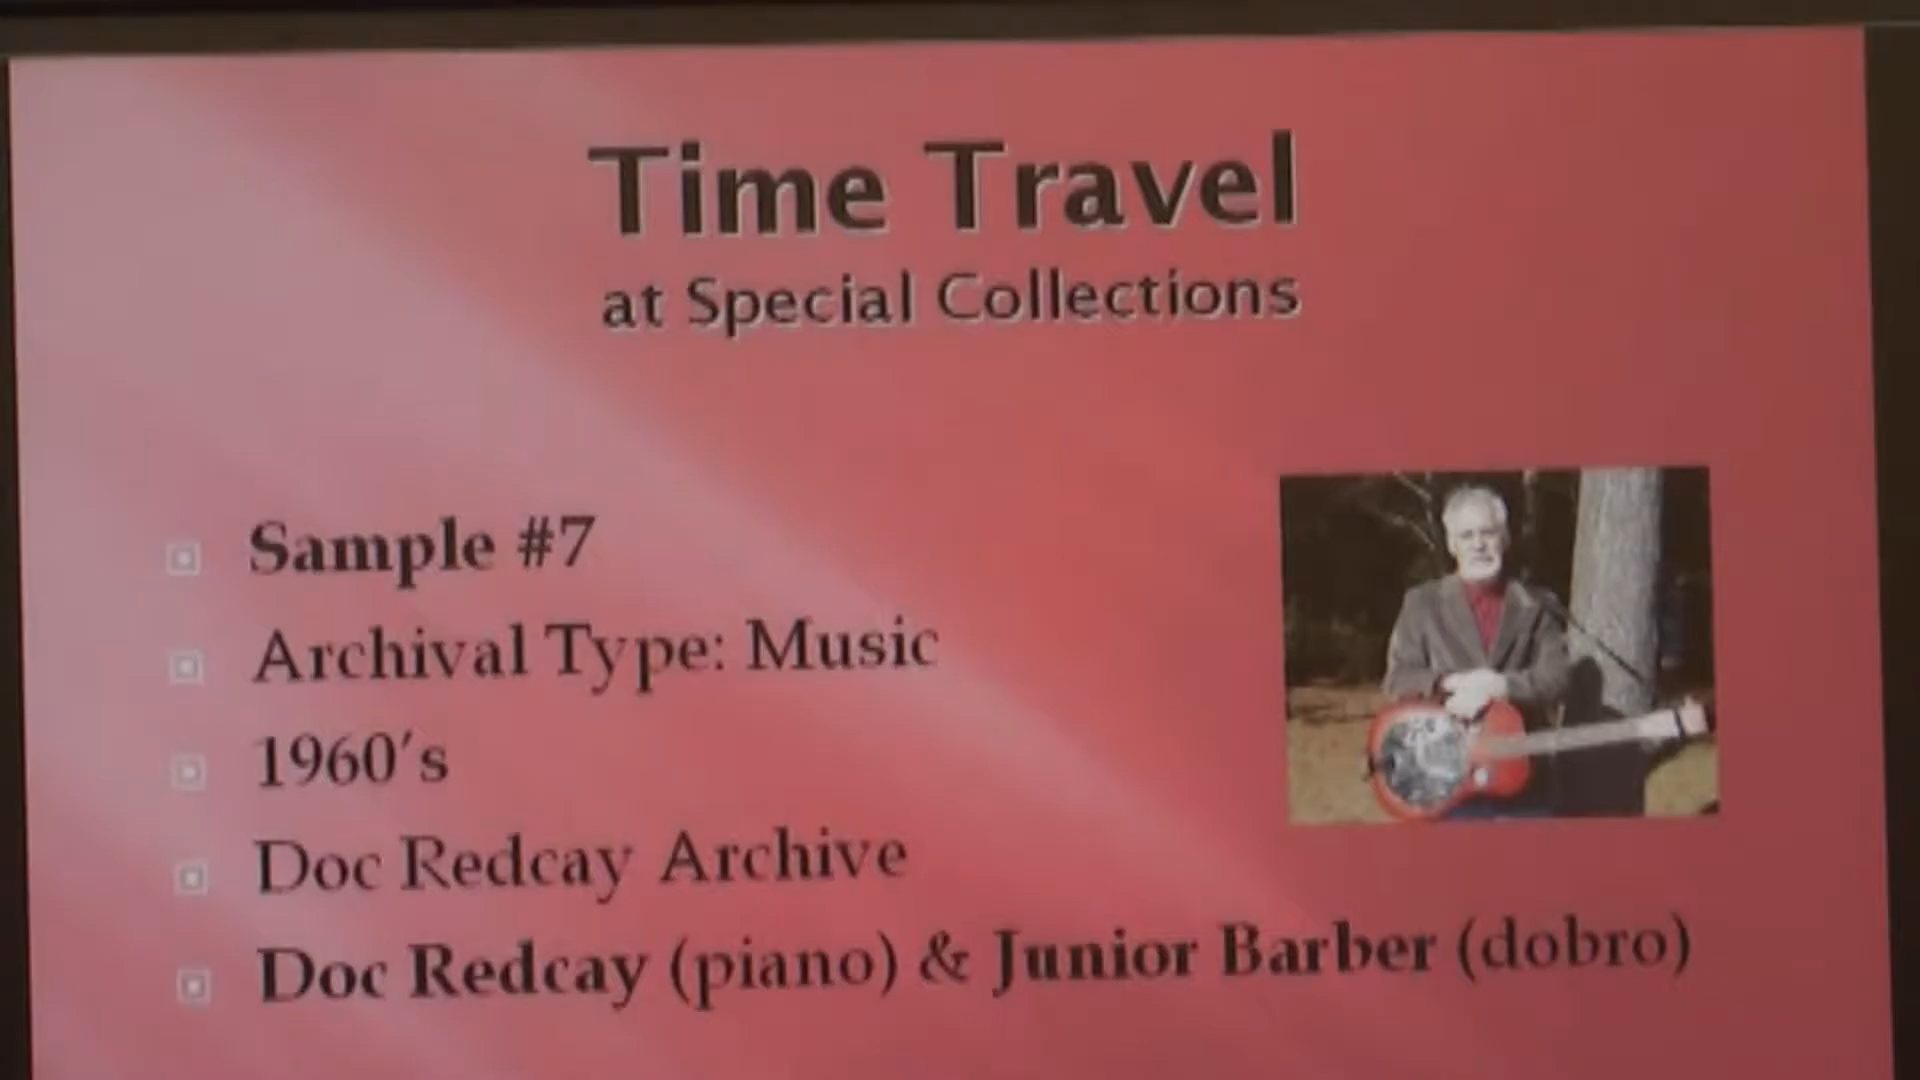 Time Travel
at Special Collections
Sample #7
Archival Type: Music
1960's
Doc Redcay Archive
Doc Redcay (piano) & Junior Barber (dobro)